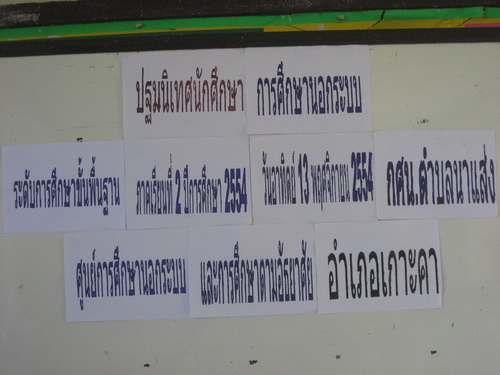 ปฐมนิเทศนักศึกษา การศึกษานอกระบบ
ระดับการศึกษาขั้นพื้นฐาน ภาคเรียนที่ 2 ปีการศึกษา 2554 วันอาทิตย์ 13 พฤศจิกายน 2554 กศน.ตำบลนาแส่ง
ศูนย์การศึกษานอกระบบ และการศึกษาตามอัธยาศัย อำเภอเกาะคา